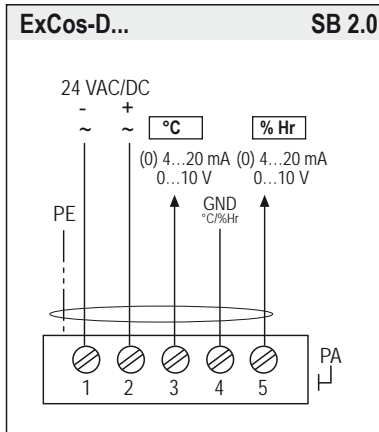 ExCos-D... SB 2.0
24 VAC/DC
- +
~ ~ °C % Hr
(0) 4...20 mA (0) 4...20 mA
0...10 V 0...10 V
PE GND
°C/%Hr
PA
1 2 3 4 5